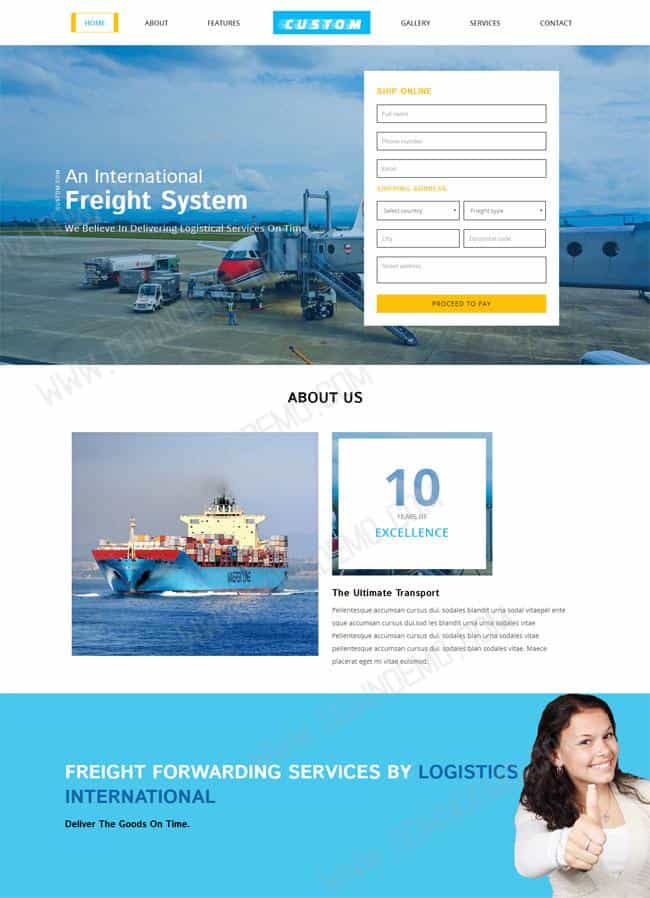 HOME
ABOUT
FEATURES
CUSTOM
GALLERY
SERVICES
CONTACT
SHIP ONLINE
Full name
Phone number
Email
SHIPPING ADDRESS
Select country
Freight type
City
Street address
PROCEED TO PAY
CUSTOM.COM
An International
Freight System
We Believe In Delivering Logistical Services On Time
ABOUT US
10
YEARS OF
EXCELLENCE
The Ultimate Transport
Pellentesque accumsan cursus dui, sodales blandit urna sodal vitaepel ente
sque accumsan cursus dui,sod les blandit urna urna sodales vitae
Pellentesque accumsan cursus dui, sodales blan urna sodales vitae
pellentesque accumsan cursus dui, sodales blan sodales vitae. Maece
placerat eget mi vitae euismod.
FREIGHT FORWARDING SERVICES BY LOGISTICS
INTERNATIONAL
Deliver The Goods On Time.